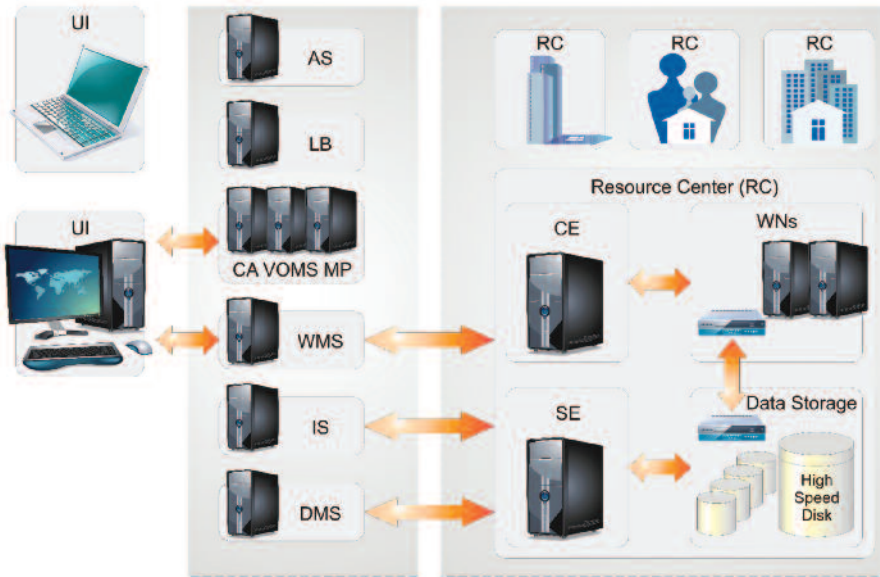 UI
UI
AS
LB
CA VOMS MP
WMS
IS
DMS
RC
RC
RC
Resource Center (RC)
CE
WNs
SE
Data Storage
High
Speed
Disk